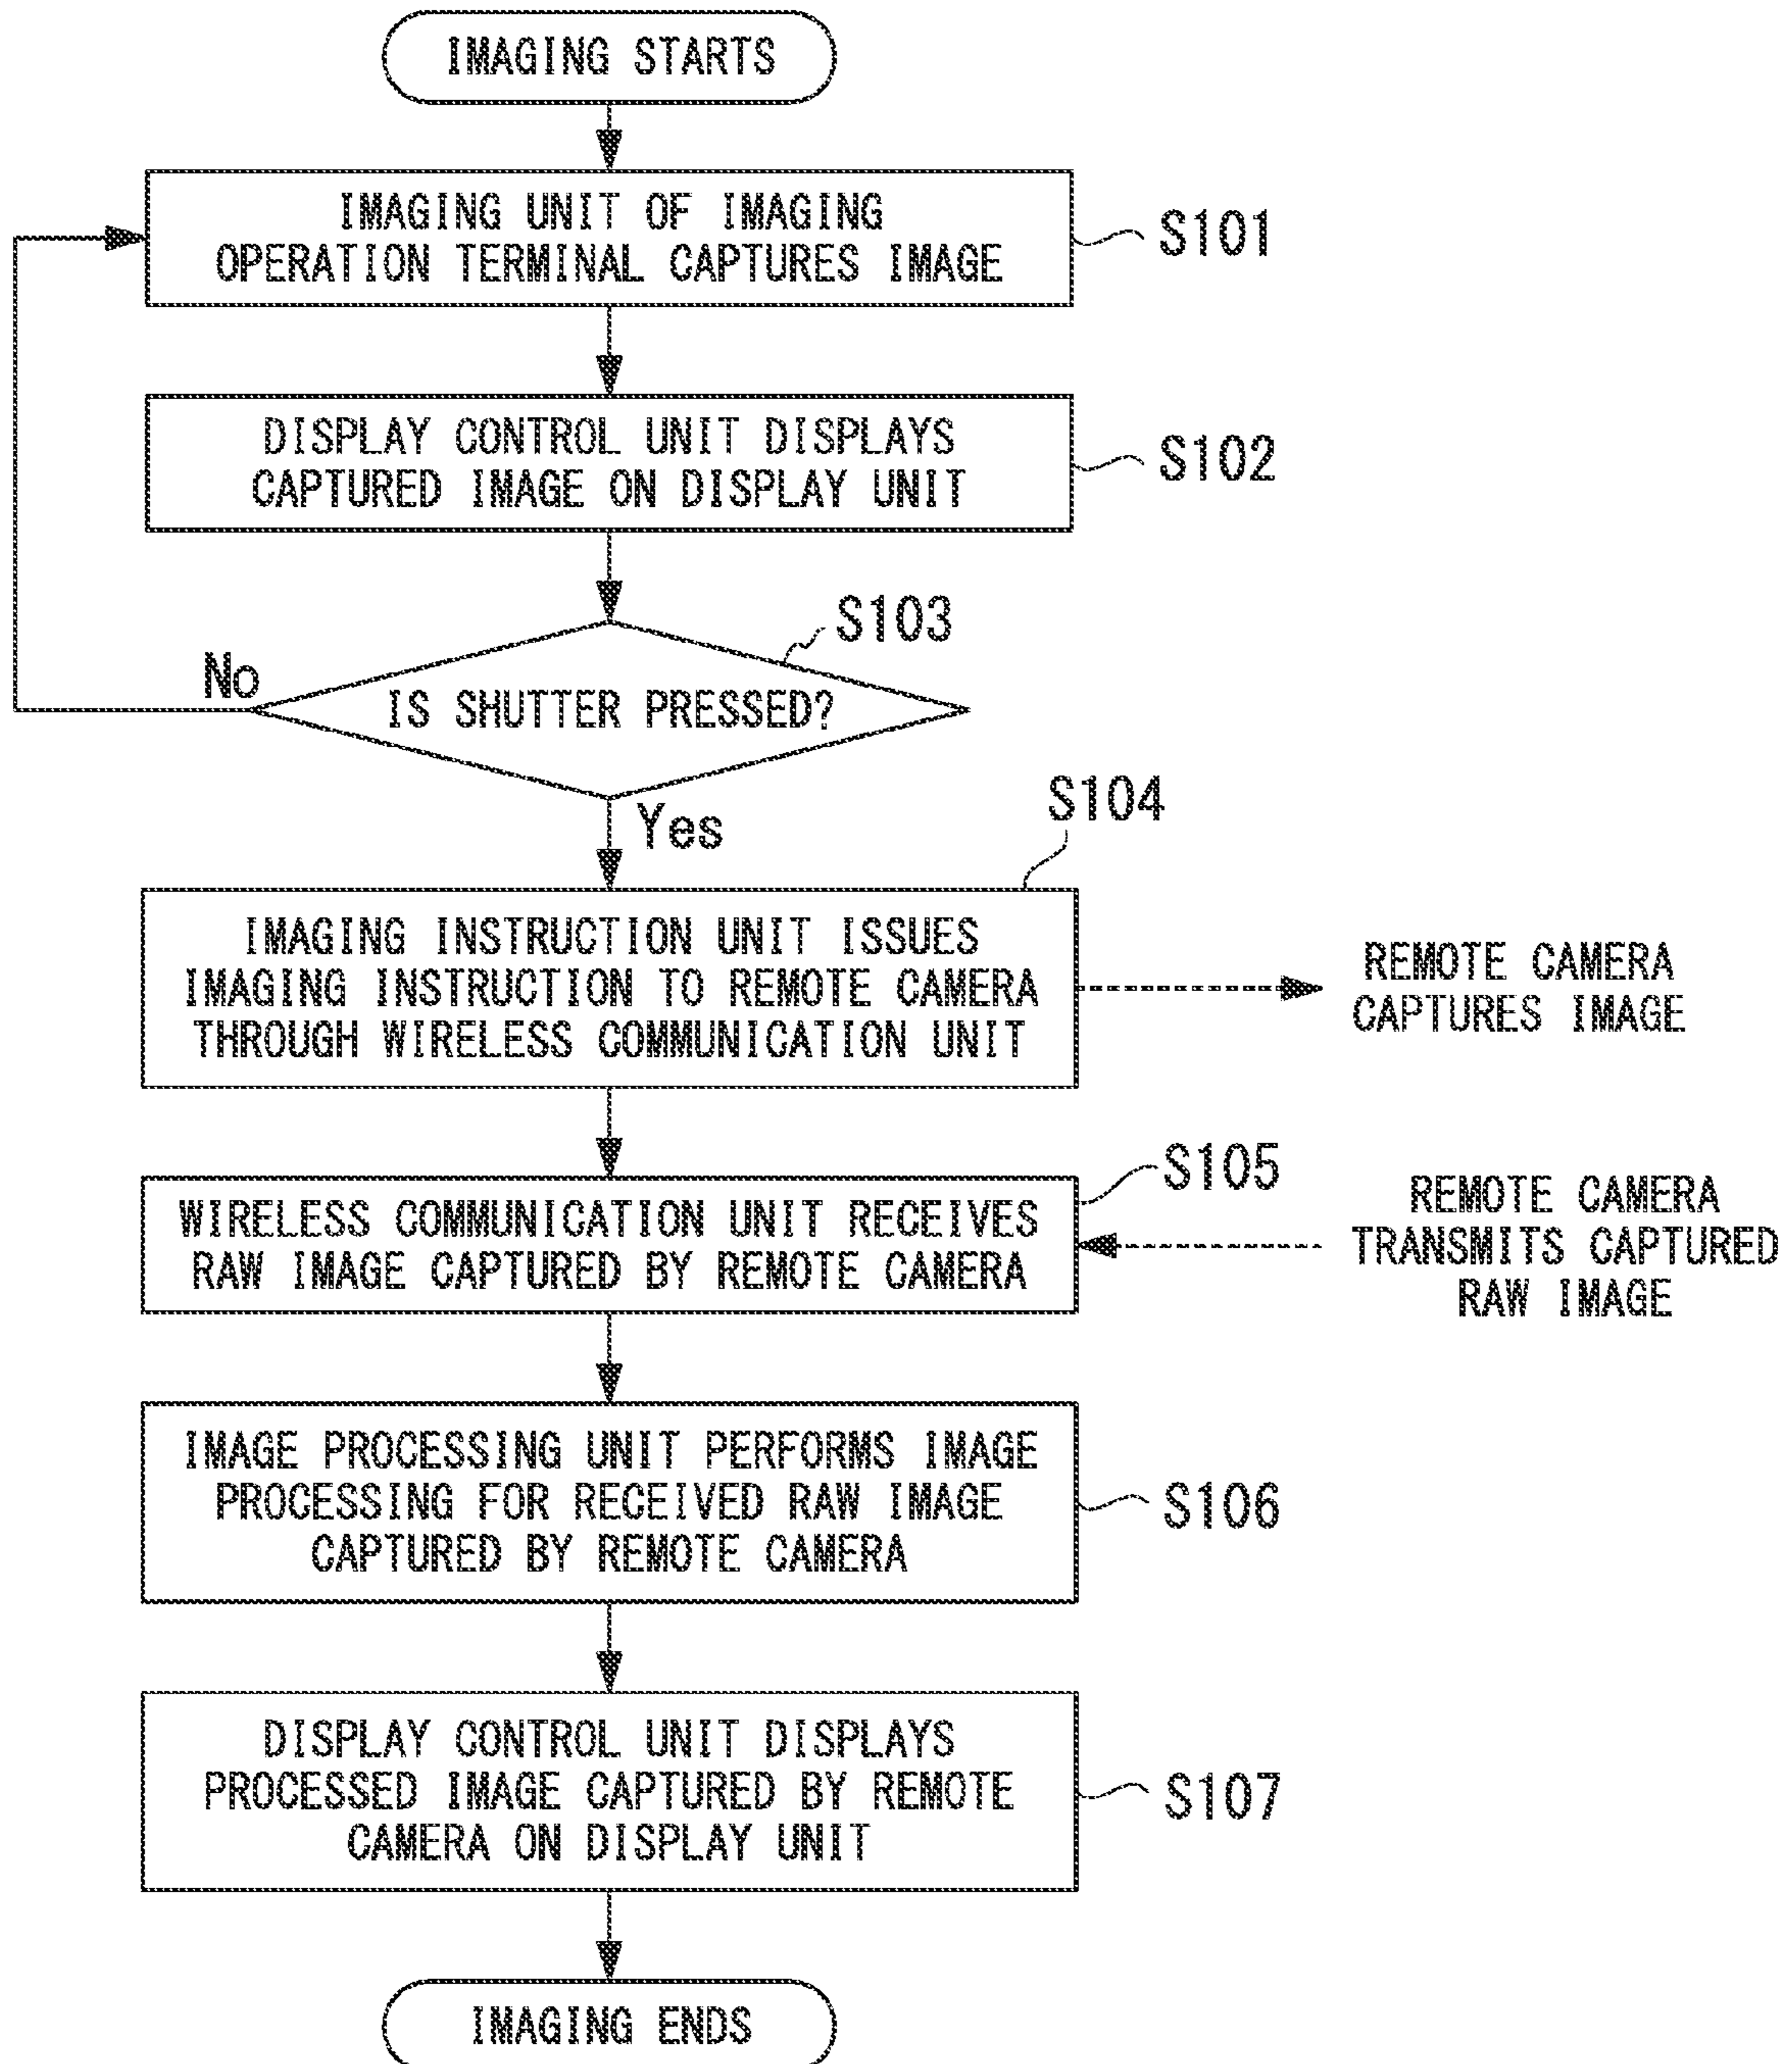 IMAGING STARTS
IMAGING UNIT OF IMAGING
OPERATION TERMINAL CAPTURES IMAGE
S101
DISPLAY CONTROL UNIT DISPLAYS
CAPTURED IMAGE ON DISPLAY UNIT
S102
S103
No
IS SHUTTER PRESSED?
Yes
S104
IMAGING INSTRUCTION UNIT ISSUES
IMAGING INSTRUCTION TO REMOTE CAMERA
THROUGH WIRELESS COMMUNICATION UNIT
REMOTE CAMERA
CAPTURES IMAGE
S105
WIRELESS COMMUNICATION UNIT RECEIVES
RAW IMAGE CAPTURED BY REMOTE CAMERA
REMOTE CAMERA
TRANSMITS CAPTURED
RAW IMAGE
IMAGE PROCESSING UNIT PERFORMS IMAGE
PROCESSING FOR RECEIVED RAW IMAGE
CAPTURED BY REMOTE CAMERA
S106
DISPLAY CONTROL UNIT DISPLAYS
PROCESSED IMAGE CAPTURED BY REMOTE
CAMERA ON DISPLAY UNIT
S107
IMAGING ENDS